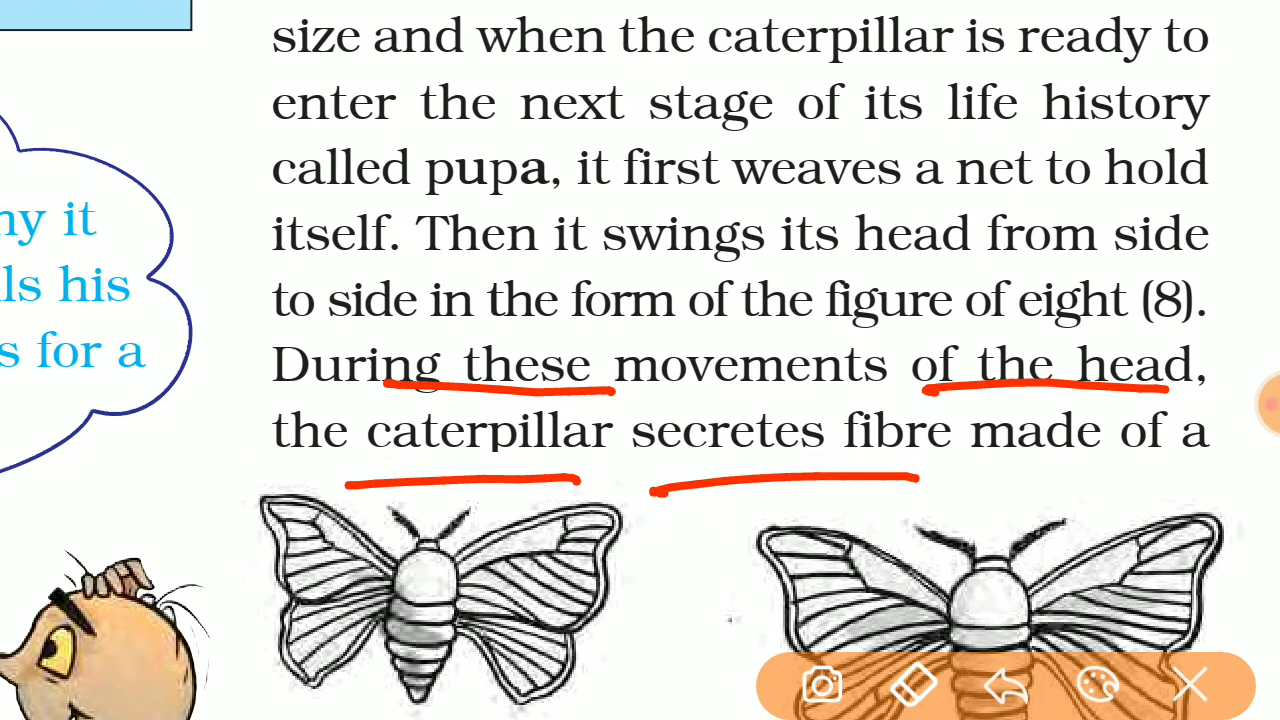 size and when the caterpillar is ready to
enter the next stage of its life history
called pupa, it first weaves a net to hold
itself. Then it swings its head from side
to side in the form of the figure of eight (8).
During these movements of the head,
the caterpillar secretes fibre made of a
it
his
for a